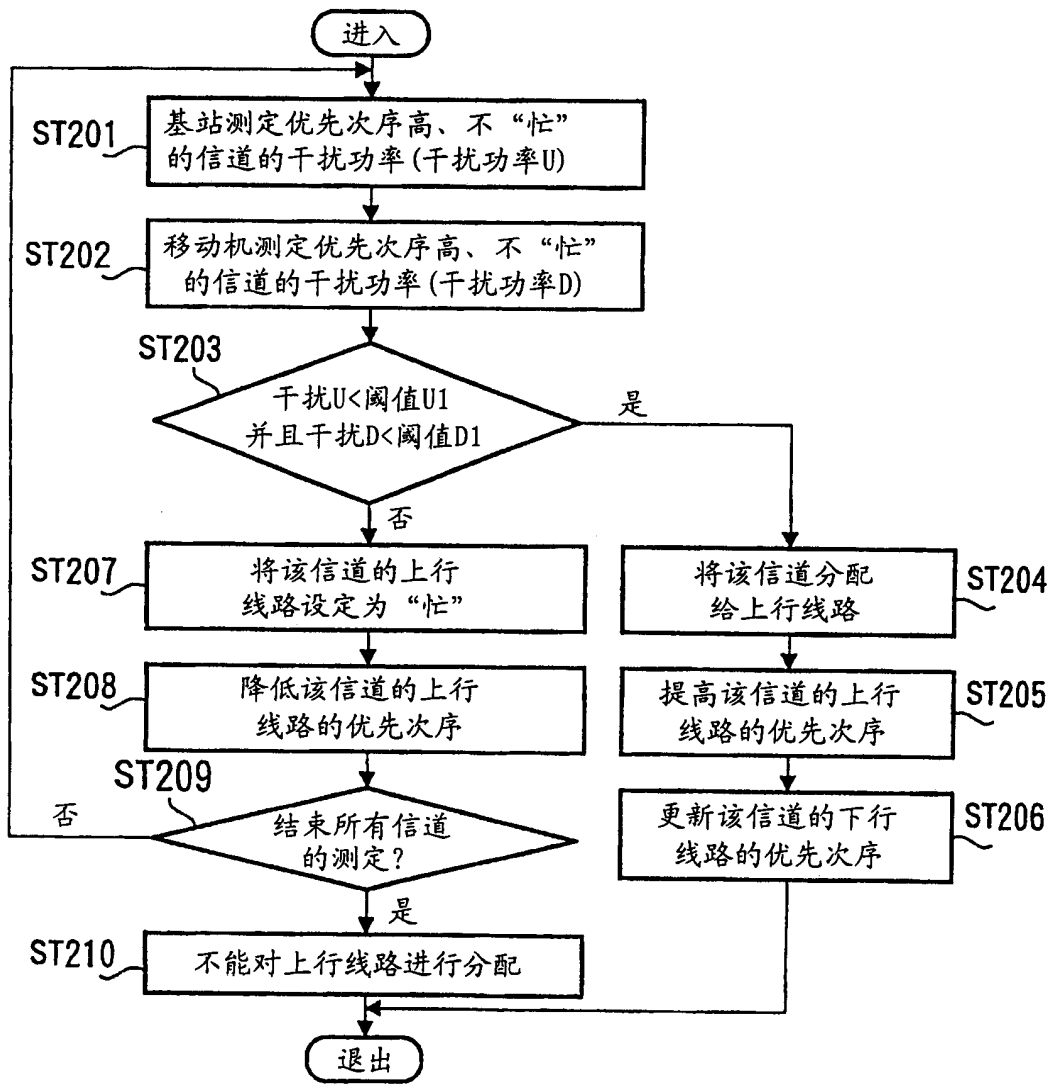 进入
ST201
基站测定优先次序高、不“忙”
的信道的干扰功率(干扰功率U)
ST202
移动机测定优先次序高、不“忙”
的信道的干扰功率(干扰功率D)
ST203
干扰U<阈值U1
并且干扰D<阈值D1
是
否
ST207
将该信道的上行
线路设定为“忙”
将该信道分配
给上行线路
ST204
ST208
降低该信道的上行
线路的优先次序
提高该信道的上行
线路的优先次序
ST205
ST209
否
结束所有信道
的测定?
更新该信道的下行
线路的优先次序
ST206
是
ST210
不能对上行线路进行分配
退出